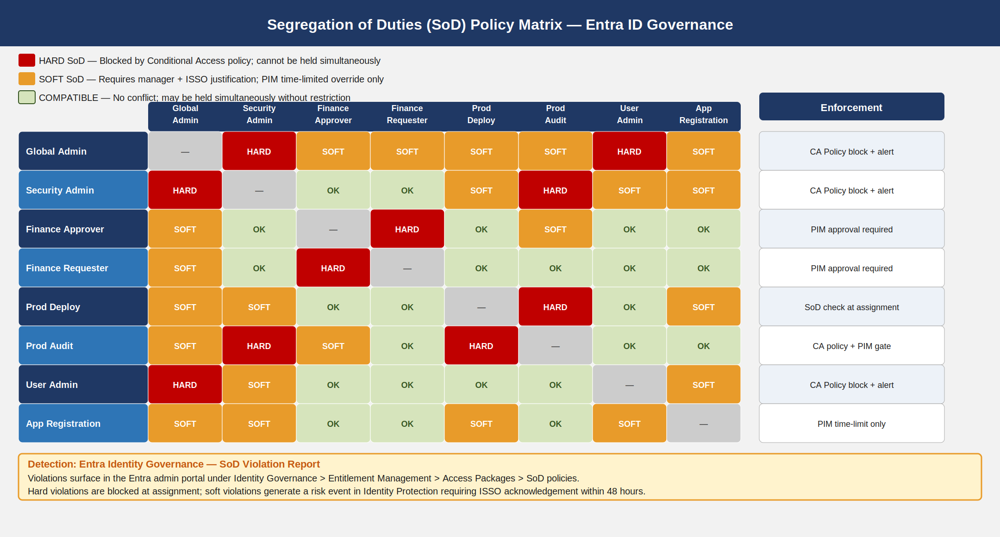 Segregation of Duties (SoD) Policy Matrix — Entra ID Governance
HARD SoD — Blocked by Conditional Access policy; cannot be held simultaneously
SOFT SoD — Requires manager + ISSO justification; PIM time-limited override only
COMPATIBLE — No conflict; may be held simultaneously without restriction
Global Admin
Security Admin
Finance Approver
Finance Requester
Prod Deploy
Prod Audit
User Admin
App Registration
Enforcement
Global Admin — HARD SOFT SOFT SOFT SOFT HARD SOFT CA Policy block + alert
Security Admin HARD — OK OK SOFT HARD SOFT SOFT CA Policy block + alert
Finance Approver SOFT OK — HARD OK SOFT OK OK PIM approval required
Finance Requester SOFT OK HARD — OK OK OK OK PIM approval required
Prod Deploy SOFT SOFT OK OK — HARD OK SOFT SoD check at assignment
Prod Audit SOFT HARD SOFT OK HARD — OK OK CA policy + PIM gate
User Admin HARD SOFT OK OK OK OK — SOFT CA Policy block + alert
App Registration SOFT SOFT OK OK SOFT OK SOFT — PIM time-limit only
Detection: Entra Identity Governance — SoD Violation Report
Violations surface in the Entra admin portal under Identity Governance > Entitlement Management > Access Packages > SoD policies.
Hard violations are blocked at assignment; soft violations generate a risk event in Identity Protection requiring ISSO acknowledgement within 48 hours.